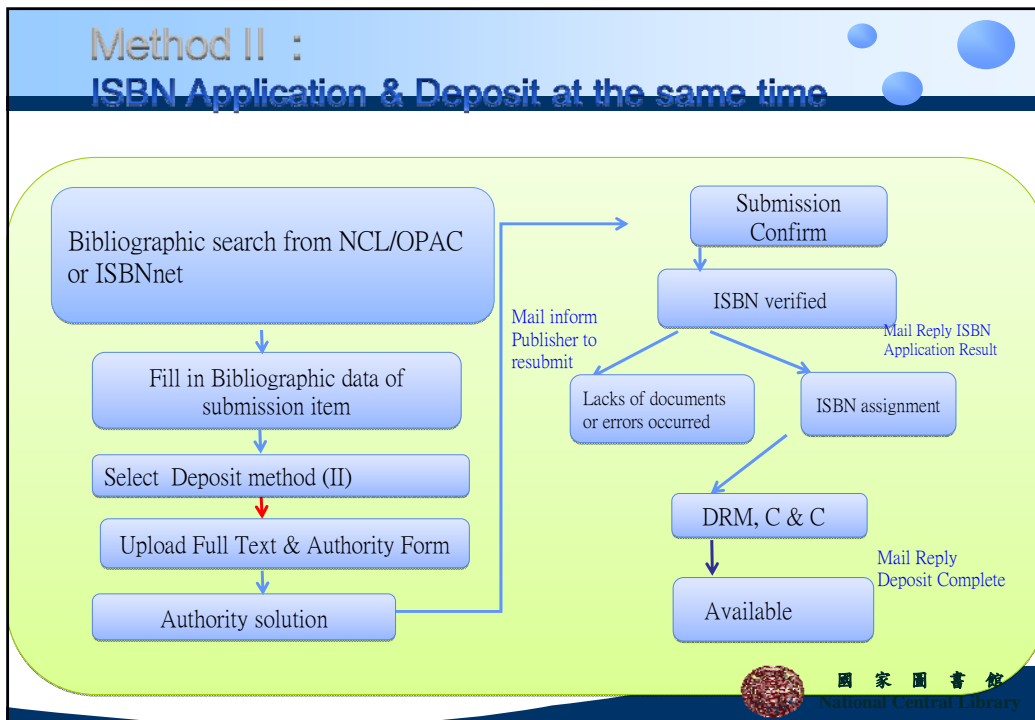 Method II :
ISBN Application & Deposit at the same time
Bibliographic search from NCL/OPAC
or ISBNnet
Fill in Bibliographic data of
submission item
Select Deposit method (II)
Upload Full Text & Authority Form
Authority solution
Submission
Confirm
ISBN verified
Mail inform
Publisher to
resubmit
Mail Reply ISBN
Application Result
Lacks of documents
or errors occurred
ISBN assignment
DRM, C & C
Mail Reply
Deposit Complete
Available
國家圖書館
National Central Library